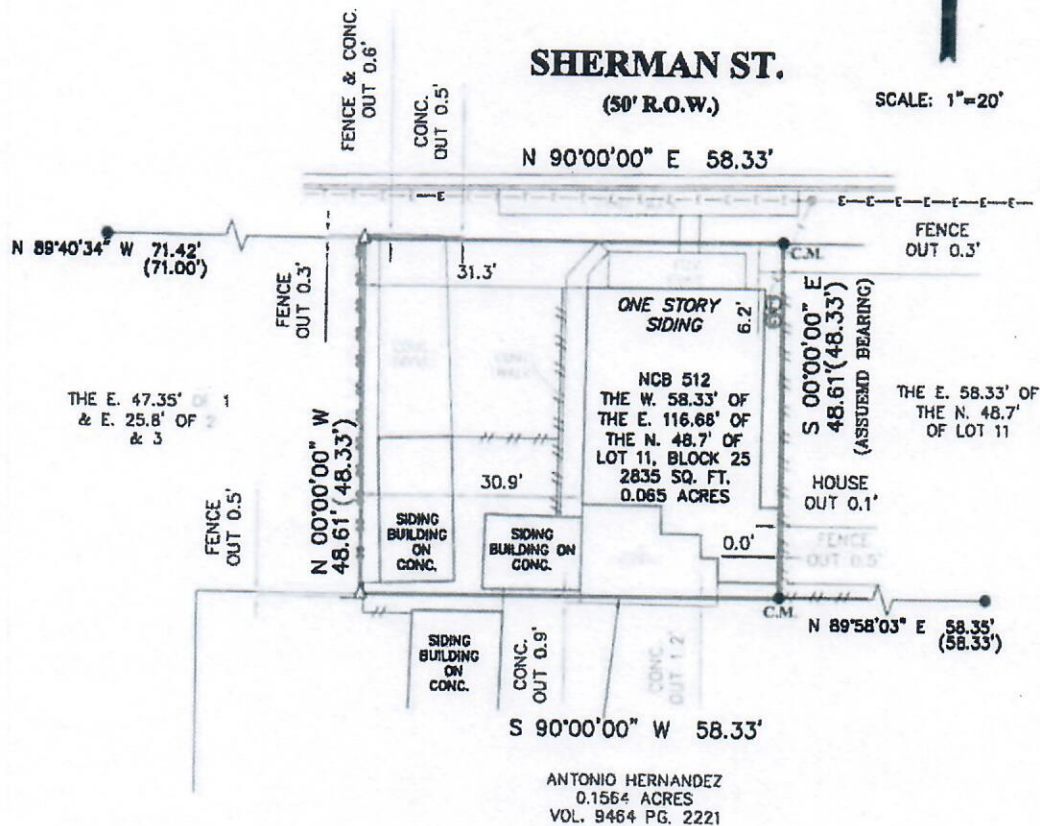 SHERMAN ST.
(50' R.O.W.)
SCALE: 1"=20'
FENCE & CONC.
OUT 0.6'
CONC.
OUT 0.5'
N 90°00'00" E 58.33'
E
E—E—E—E—E—E—E
FENCE
OUT 0.3'
N 89°40'34" W 71.42'
(71.00')
C.M.
FENCE
OUT 0.3'
31.3'
ONE STORY
SIDING
6.2'
S 00°00'00" E
48.61'(48.33')
(ASSUEMD BEARING)
THE E. 47.35' OF 1
& E. 25.8' OF 2
& 3
NCB 512
THE W. 58.33' OF
THE E. 116.68' OF
THE N. 48.7' OF
LOT 11, BLOCK 25
2835 SQ. FT.
0.065 ACRES
THE E. 58.33' OF
THE N. 48.7'
OF LOT 11
N 00°00'00" W
48.61' (48.33')
30.9'
HOUSE
OUT 0.1'
FENCE
OUT 0.5'
SIDING
BUILDING
ON
CONC.
SIDING
BUILDING ON
CONC.
0.0'
FENCE
OUT 0.5'
C.M.
N 89°58'03" E 58.35'
(58.33')
SIDING
BUILDING
ON
CONC.
CONC.
OUT 0.9'
CONC.
OUT 1.2'
S 90°00'00" W 58.33'
ANTONIO HERNANDEZ
0.1564 ACRES
VOL. 9464 PG. 2221